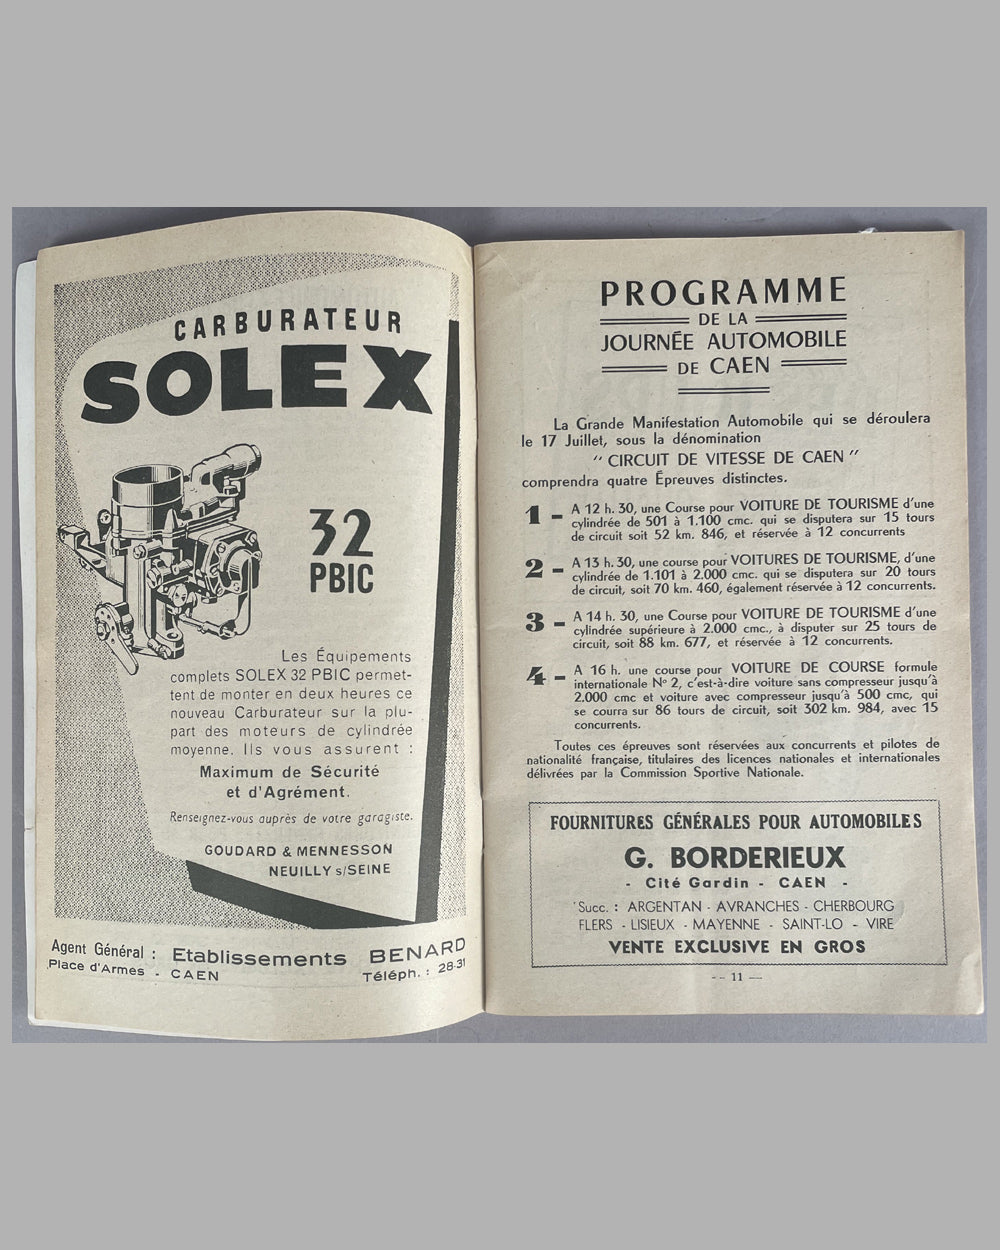 CARBURATEUR
SOLEX
32
PBIC
Les Équipements
complets SOLEX 32 PBIC permet-
tent de monter en deux heures ce
nouveau Carburateur sur la plu-
part des moteurs de cylindrée
moyenne. Ils vous assurent :
Maximum de Sécurité
et d'Agrément.
Renseignez-vous auprès de votre garagiste.
GOUDARD & MENNESSON
NEUILLY s/SEINE
Agent Général : Etablissements BENARD
Place d'Armes - CAEN Téléph. : 28-31
PROGRAMME
DE LA
JOURNÉE AUTOMOBILE
DE CAEN
La Grande Manifestation Automobile qui se déroulera
le 17 Juillet, sous la dénomination
" CIRCUIT DE VITESSE DE CAEN "
comprendra quatre Épreuves distinctes.
1 - A 12 h. 30, une Course pour VOITURE DE TOURISME d'une
cylindrée de 501 à 1.100 cmc. qui se disputera sur 15 tours
de circuit soit 52 km. 846, et réservée à 12 concurrents
2 - A 13 h. 30, une course pour VOITURES DE TOURISME, d'une
cylindrée de 1.101 à 2.000 cmc. qui se disputera sur 20 tours
de circuit, soit 70 km. 460, également réservée à 12 concurrents.
3 - A 14 h. 30, une Course pour VOITURE DE TOURISME d'une
cylindrée supérieure à 2.000 cmc., à disputer sur 25 tours de
circuit, soit 88 km. 677, et réservée à 12 concurrents.
4 - A 16 h. une course pour VOITURE DE COURSE formule
internationale No 2, c'est-à-dire voiture sans compresseur jusqu'à
2.000 cmc et voiture avec compresseur jusqu'à 500 cmc, qui
se courra sur 86 tours de circuit, soit 302 km. 984, avec 15
concurrents.
Toutes ces épreuves sont réservées aux concurrents et pilotes de
nationalité française, titulaires des licences nationales et internationales
délivrées par la Commission Sportive Nationale.
FOURNITURES GÉNÉRALES POUR AUTOMOBILES
G. BORDERIEUX
- Cité Gardin - CAEN -
Succ. : ARGENTAN - AVRANCHES - CHERBOURG
FLERS - LISIEUX - MAYENNE - SAINT-LO - VIRE
VENTE EXCLUSIVE EN GROS
-- 11 --